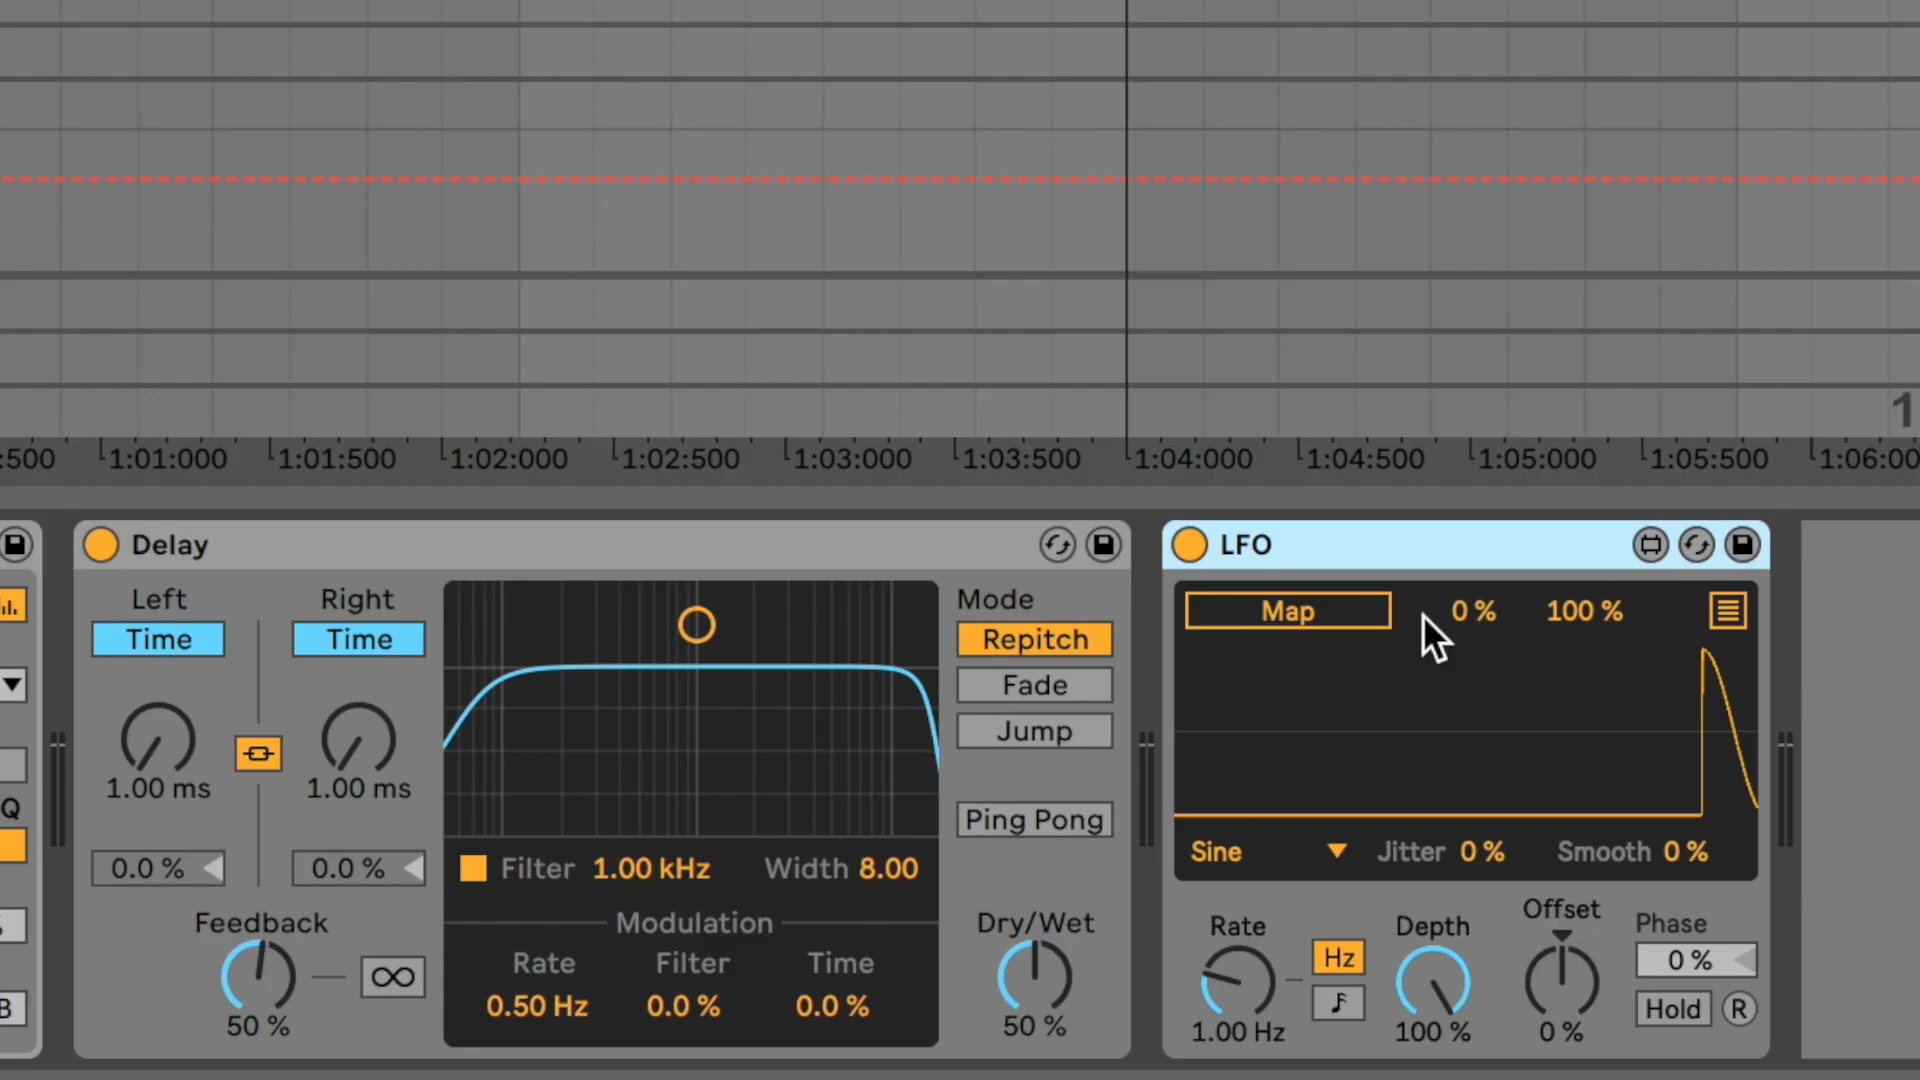 1
:500 1:01:000 1:01:500 1:02:000 1:02:500 1:03:000 1:03:500 1:04:000 1:04:500 1:05:000 1:05:500 1:06:00
Delay
Left Right
Time Time
1.00 ms 1.00 ms
0.0 % 0.0 %
Feedback
50 %
Filter 1.00 kHz Width 8.00
Modulation
Rate Filter Time
0.50 Hz 0.0 % 0.0 %
Mode
Repitch
Fade
Jump
Ping Pong
Dry/Wet
50 %
LFO
Map 0 % 100 %
Sine Jitter 0 % Smooth 0 %
Rate Depth Offset Phase
Hz 0 %
Hold R
1.00 Hz 100 % 0 %
Q
B